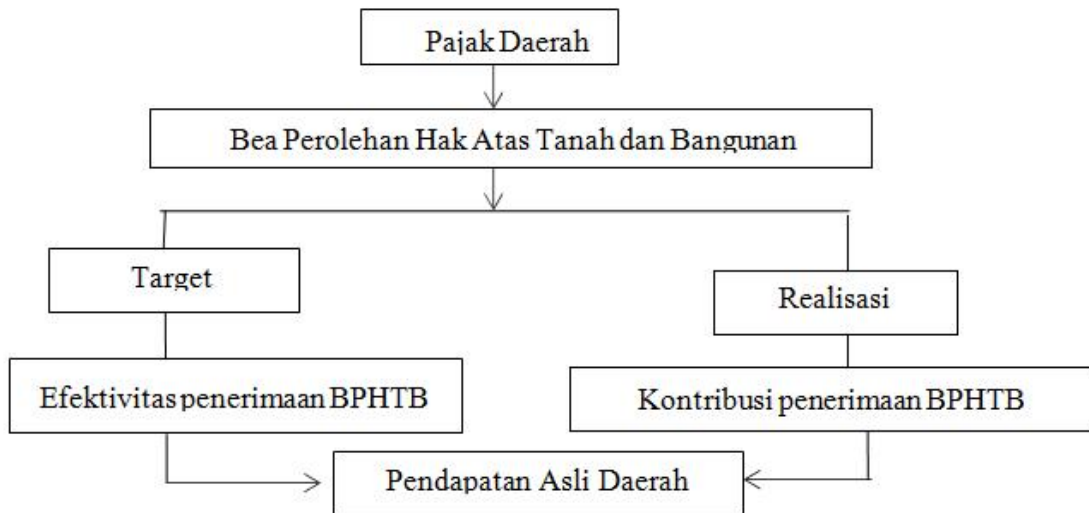 Pajak Daerah
Bea Perolehan Hak Atas Tanah dan Bangunan
Target
Realisasi
Efektivitas penerimaan BPHTB
Kontribusi penerimaan BPHTB
Pendapatan Asli Daerah